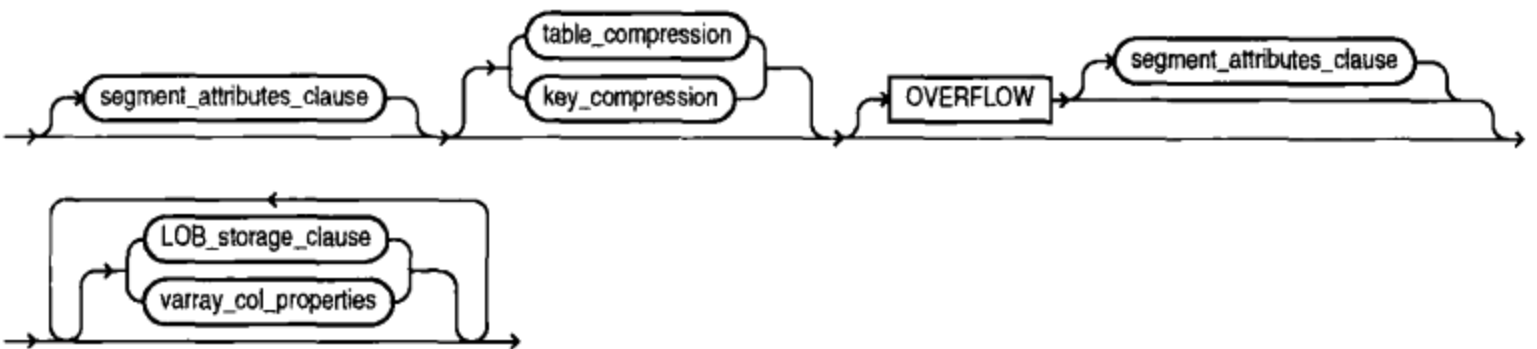 table_compression
segment_attributes_clause
segment_attributes_clause
key_compression
OVERFLOW
LOB_storage_clause
varray_col_properties